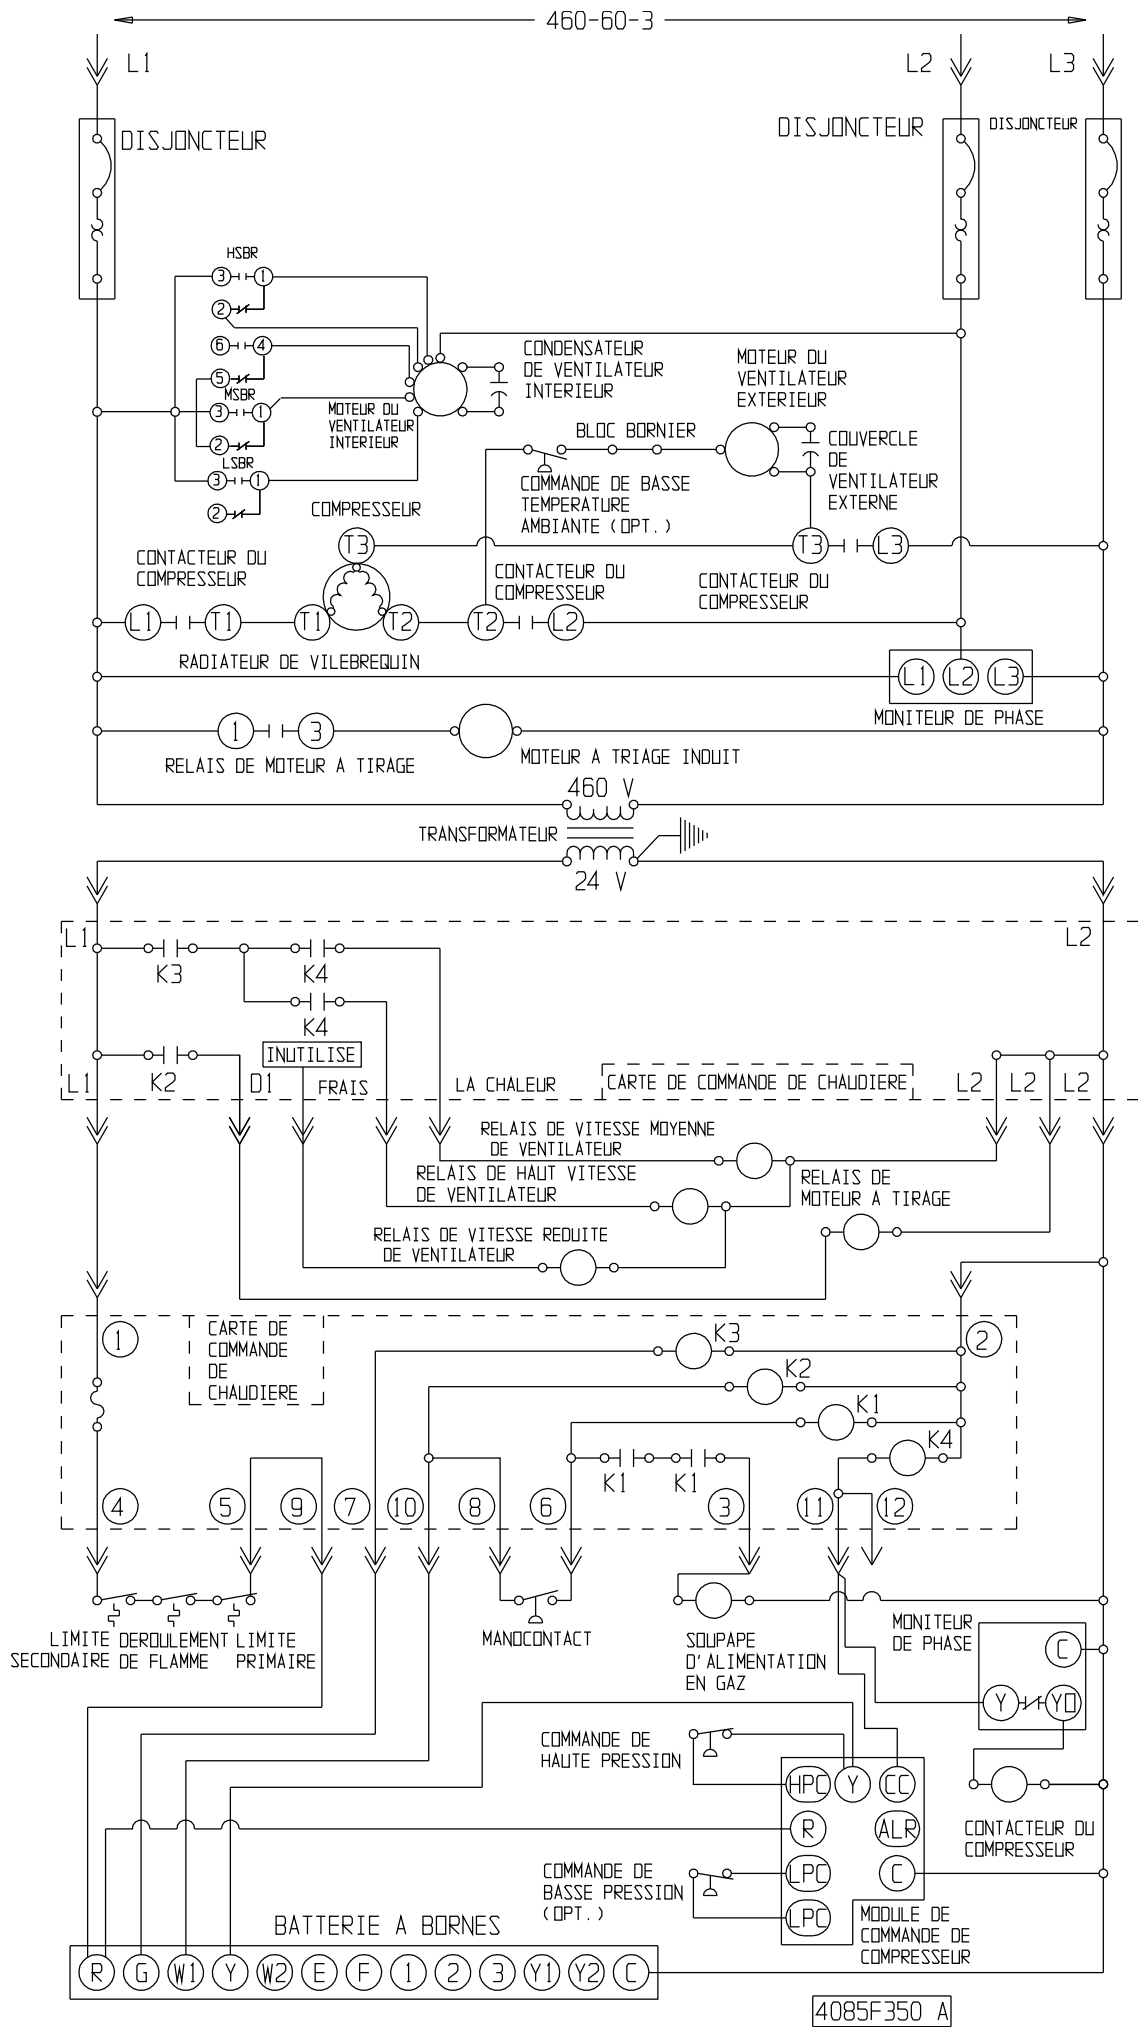 460-60-3
L1
L2
L3
DISJONCTEUR
DISJONCTEUR
DISJONCTEUR
HSBR
3
1
2
6
4
5
MSBR
3
1
2
LSBR
3
1
2
MOTEUR DU
VENTILATEUR
INTERIEUR
CONDENSATEUR
DE VENTILATEUR
INTERIEUR
MOTEUR DU
VENTILATEUR
EXTERIEUR
BLOC BORNIER
COUVERCLE
DE
VENTILATEUR
EXTERNE
COMMANDE DE BASSE
TEMPERATURE
AMBIANTE (OPT.)
COMPRESSEUR
T3
T3
L3
CONTACTEUR DU
COMPRESSEUR
CONTACTEUR DU
COMPRESSEUR
CONTACTEUR DU
COMPRESSEUR
L1
T1
T1
T2
T2
L2
RADIATEUR DE VILEBREQUIN
L1
L2
L3
MONITEUR DE PHASE
1
3
RELAIS DE MOTEUR A TIRAGE
MOTEUR A TRIAGE INDUIT
460 V
TRANSFORMATEUR
24 V
L1
L2
K3
K4
K4
INUTILISE
L1
K2
D1
FRAIS
LA CHALEUR
CARTE DE COMMANDE DE CHAUDIERE
L2
L2
L2
RELAIS DE VITESSE MOYENNE
DE VENTILATEUR
RELAIS DE HAUT VITESSE
DE VENTILATEUR
RELAIS DE
MOTEUR A TIRAGE
RELAIS DE VITESSE REDUITE
DE VENTILATEUR
1
CARTE DE
COMMANDE
DE
CHAUDIERE
K3
2
K2
K1
K4
K1
K1
4
5
9
7
10
8
6
3
11
12
LIMITE
SECONDAIRE
DEROULEMENT
DE FLAMME
LIMITE
PRIMAIRE
MANOCONTACT
SOUPAPE
D'ALIMENTATION
EN GAZ
MONITEUR
DE PHASE
C
Y
YO
COMMANDE DE
HAUTE PRESSION
HPC
Y
CC
R
ALR
LPC
C
LPC
CONTACTEUR DU
COMPRESSEUR
COMMANDE DE
BASSE PRESSION
(OPT.)
MODULE DE
COMMANDE DE
COMPRESSEUR
BATTERIE A BORNES
R G W1 Y W2 E F 1 2 3 Y1 Y2 C
4085F350 A